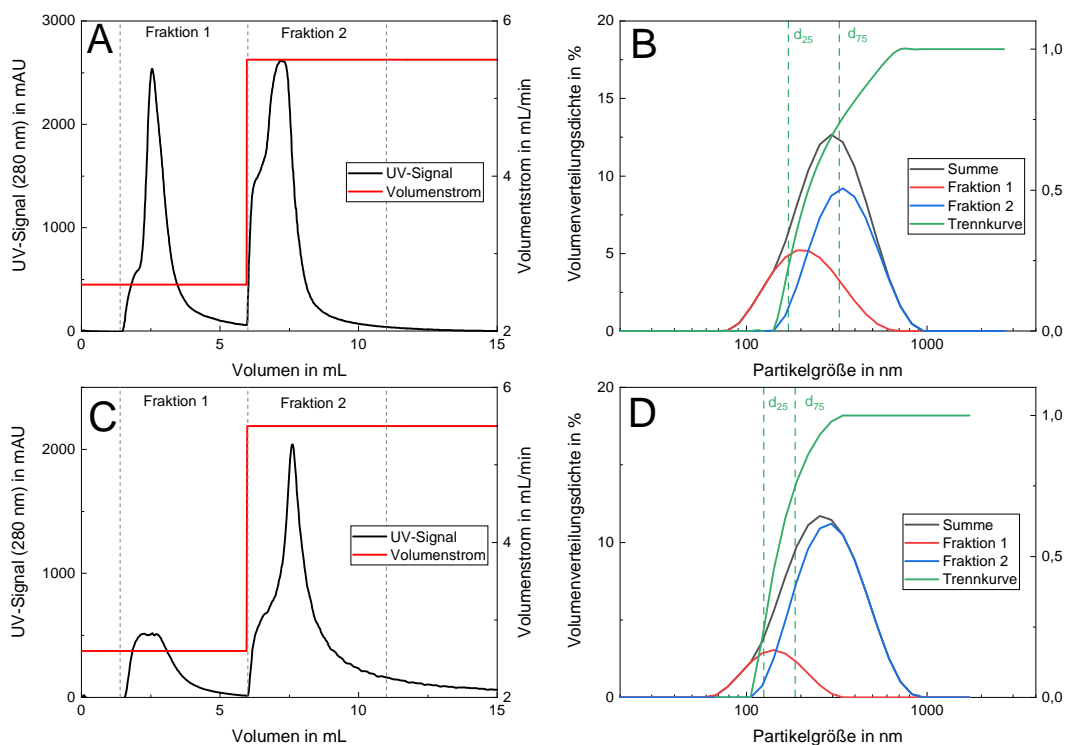 A
Fraktion 1
Fraktion 2
3000
2000
1000
0
6
4
2
UV-Signal (280 nm) in mAU
Volumentstrom in mL/min
UV-Signal
Volumenstrom
0
5
10
15
Volumen in mL
B
d25
d75
20
15
10
5
0
1,0
0,5
0,0
Volumenverteilungsdichte in %
Summe
Fraktion 1
Fraktion 2
Trennkurve
100
1000
Partikelgröße in nm
C
Fraktion 1
Fraktion 2
2000
1000
0
6
4
2
UV-Signal (280 nm) in mAU
Volumenstrom in mL/min
UV-Signal
Volumenstrom
0
5
10
15
Volumen in mL
D
d25
d75
20
10
0
1,0
0,5
0,0
Volumenverteilungsdichte in %
Summe
Fraktion 1
Fraktion 2
Trennkurve
100
1000
Partikelgröße in nm